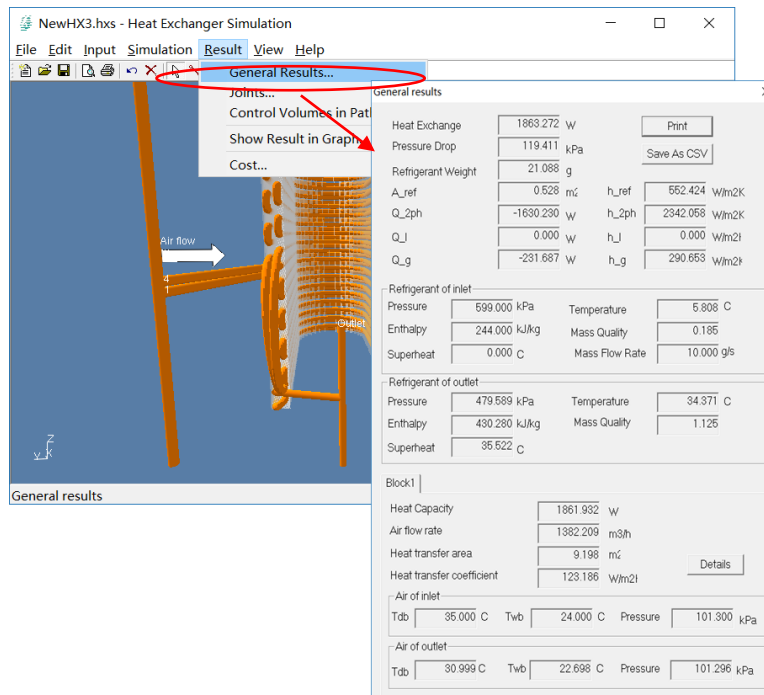 NewHX3.hxs - Heat Exchanger Simulation
File Edit Input Simulation Result View Help
General Results...
Joints...
Control Volumes in Pat
Show Result in Graph
Cost...
Air flow
4
1
Outlet
Z
Y X
General results
General results
Heat Exchange 1863.272 W Print
Pressure Drop 119.411 kPa Save As CSV
Refrigerant Weight 21.088 g
A_ref 0.528 m2 h_ref 552.424 W/m2K
Q_2ph -1630.230 W h_2ph 2342.058 W/m2K
Q_l 0.000 W h_l 0.000 W/m2K
Q_g -231.687 W h_g 290.653 W/m2K
Refrigerant of inlet
Pressure 599.000 kPa Temperature 5.808 C
Enthalpy 244.000 kJ/kg Mass Quality 0.185
Superheat 0.000 C Mass Flow Rate 10.000 g/s
Refrigerant of outlet
Pressure 479.589 kPa Temperature 34.371 C
Enthalpy 430.280 kJ/kg Mass Quality 1.125
Superheat 35.522 C
Block1
Heat Capacity 1861.932 W
Air flow rate 1382.209 m3/h
Heat transfer area 9.198 m2
Heat transfer coefficient 123.186 W/m2K Details
Air of inlet
Tdb 35.000 C Twb 24.000 C Pressure 101.300 kPa
Air of outlet
Tdb 30.999 C Twb 22.698 C Pressure 101.296 kPa